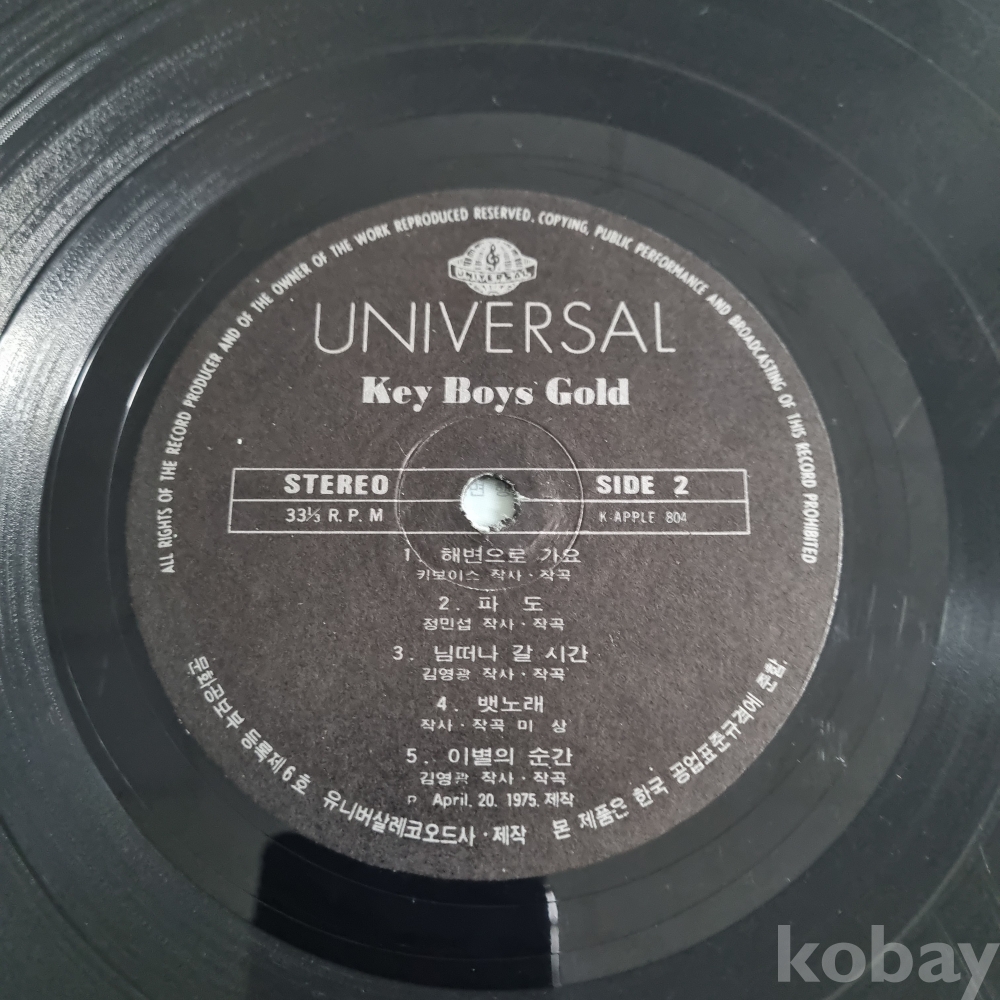 ALL RIGHTS OF THE RECORD PRODUCER AND OF THE OWNER OF THE WORK REPRODUCED RESERVED. COPYING, PUBLIC PERFORMANCE AND BROADCASTING OF THIS RECORD PROHIBITED
UNIVERSAL
UNIVERSAL
Key Boys Gold
STEREO
SIDE 2
33⅓ R. P. M
K-APPLE 804
1. 해변으로 가요
키보이스 작사·작곡
2. 파 도
정민섭 작사·작곡
3. 님떠나 갈 시간
김영광 작사·작곡
4. 뱃노래
작사·작곡 미 상
5. 이별의 순간
김영광 작사·작곡
P April. 20. 1975. 제작
문화공보부 등록제 6 호 유니버살레코오드사·제작 본 제품은 한국 공업표준규격에 준함.
kobay